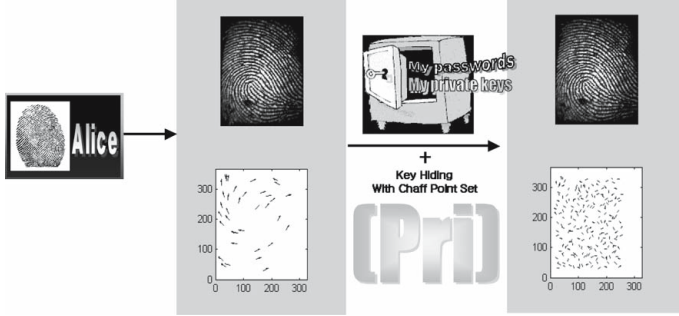 Alice
My passwords
My private keys
+
Key Hiding
With Chaff Point Set
(Pri)
300
200
100
0
0 100 200 300
300
200
100
0
0 100 200 300